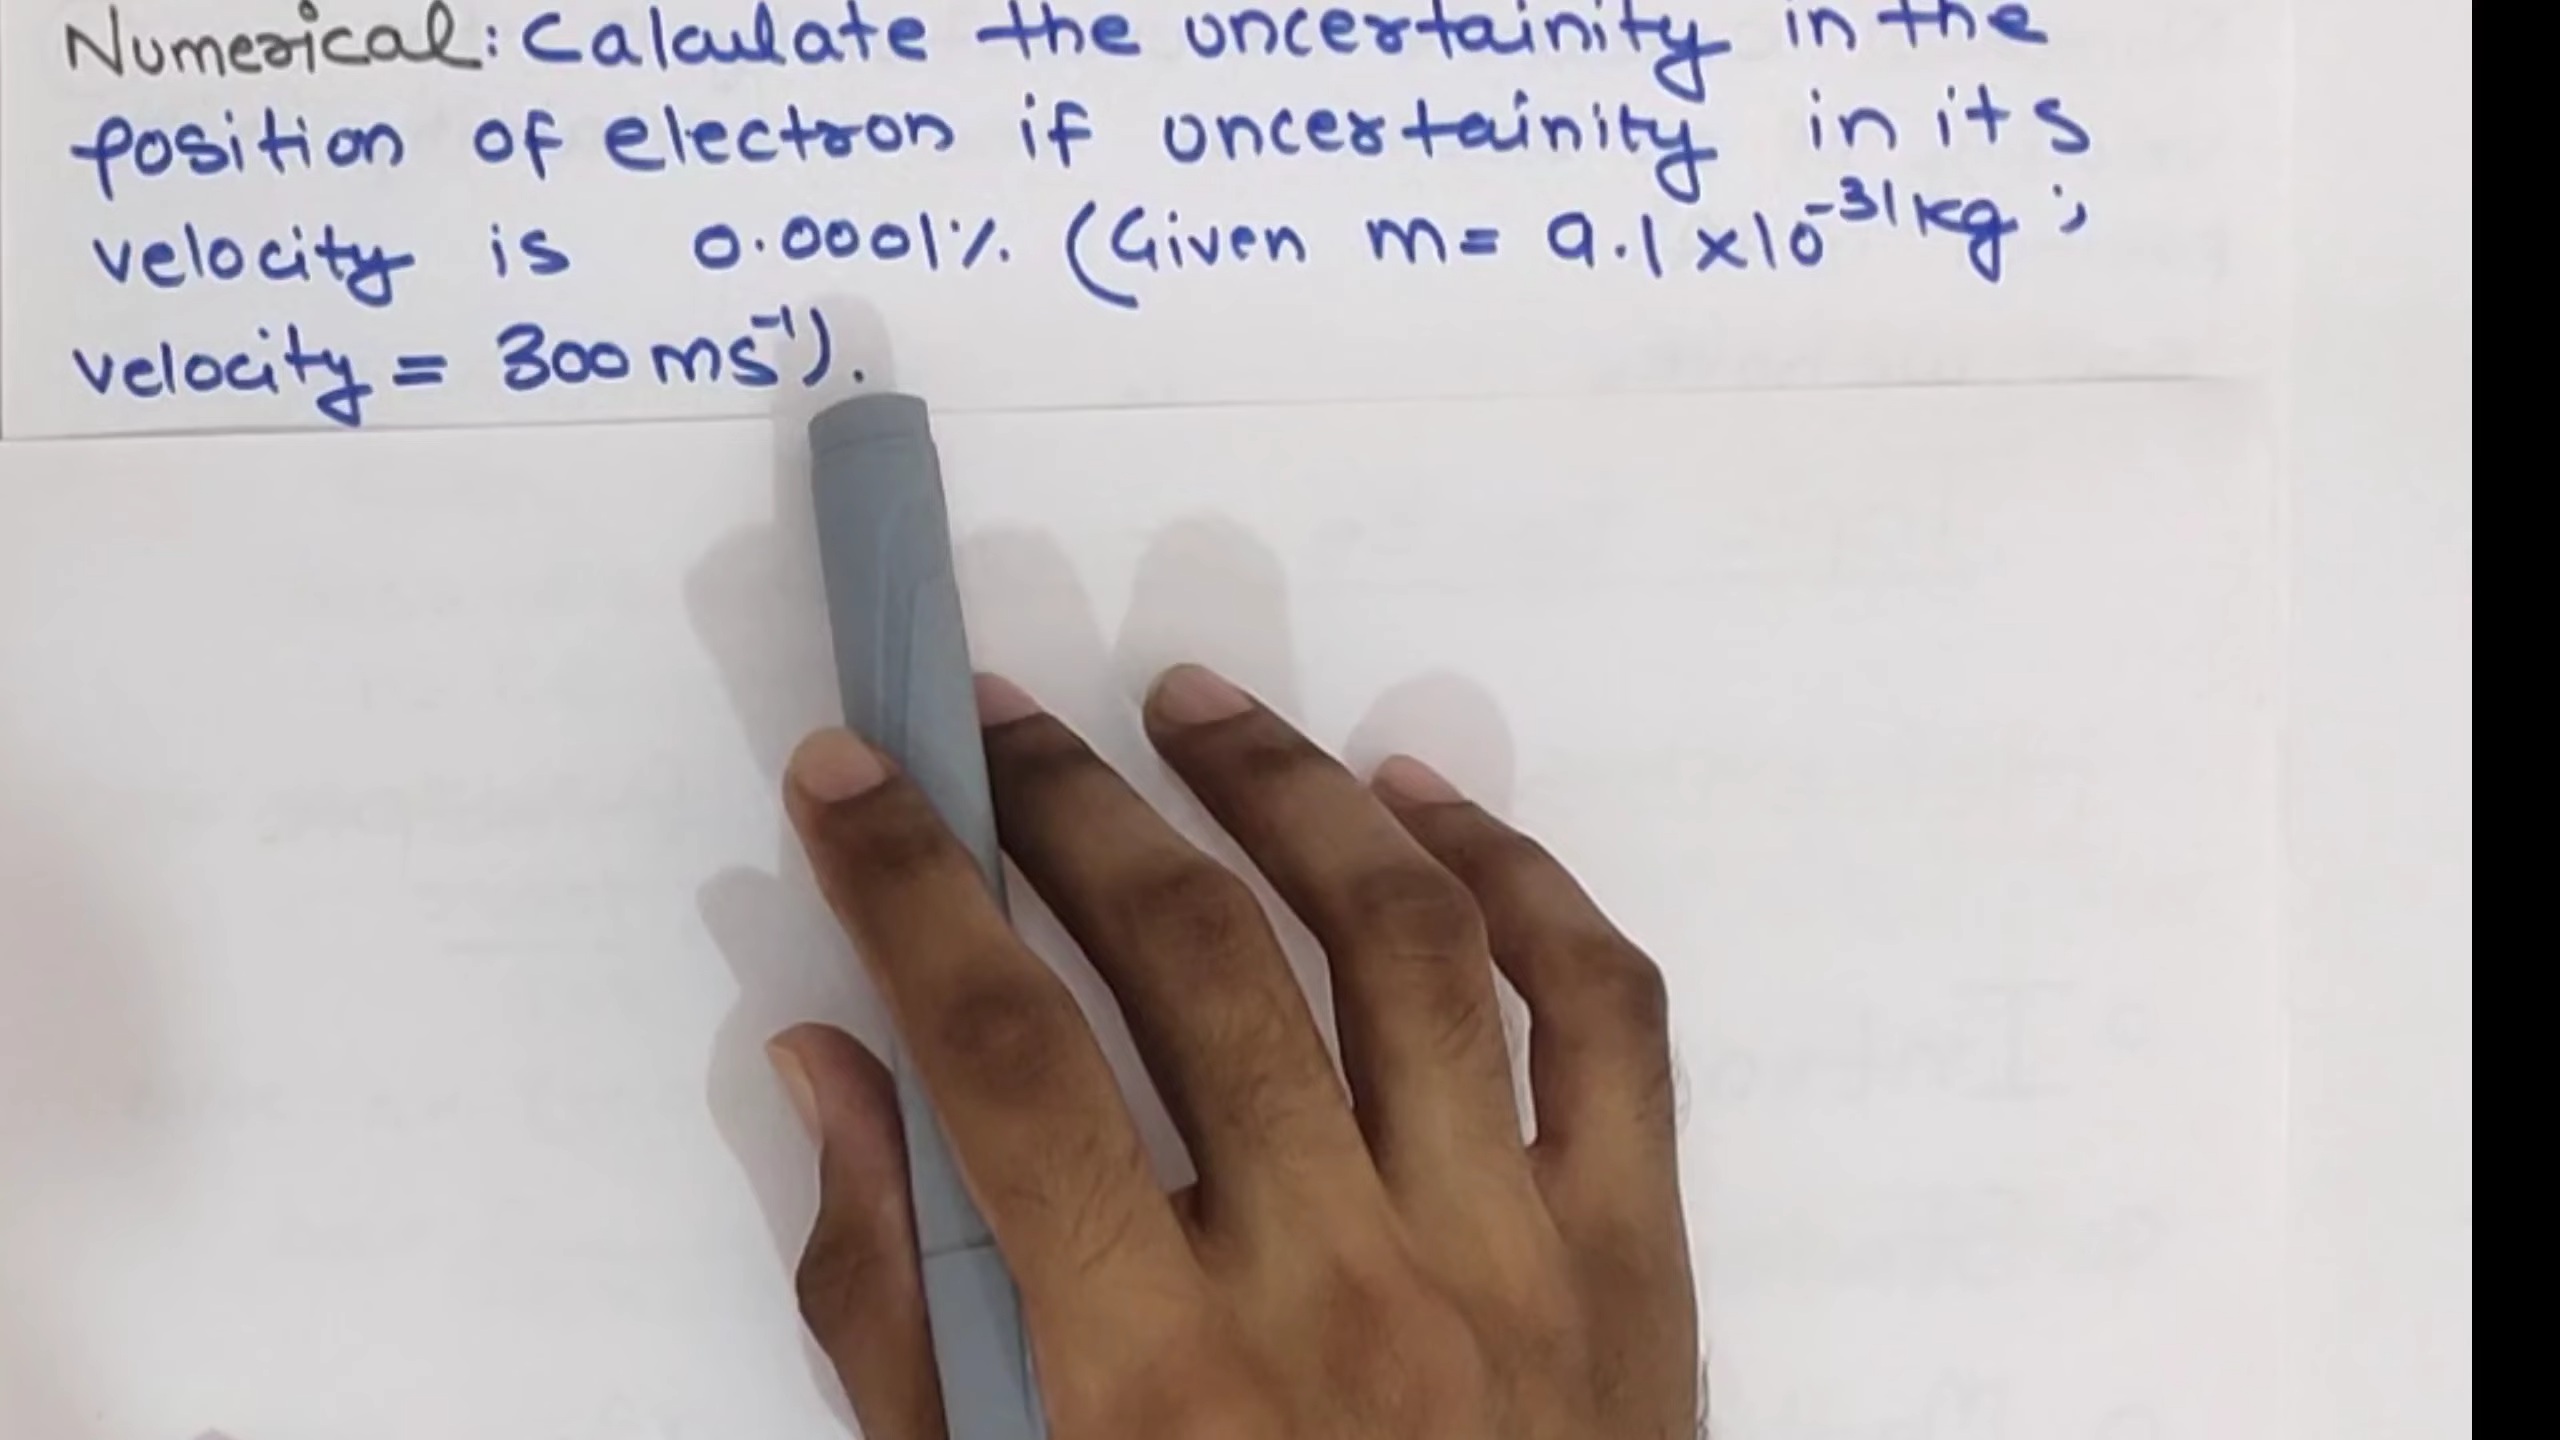 Numerical: Calculate the uncertainity in the
position of electron if uncertainity in its
velocity is 0.0001% (Given m= 9.1×10⁻³¹kg ;
velocity = 300 ms⁻¹).